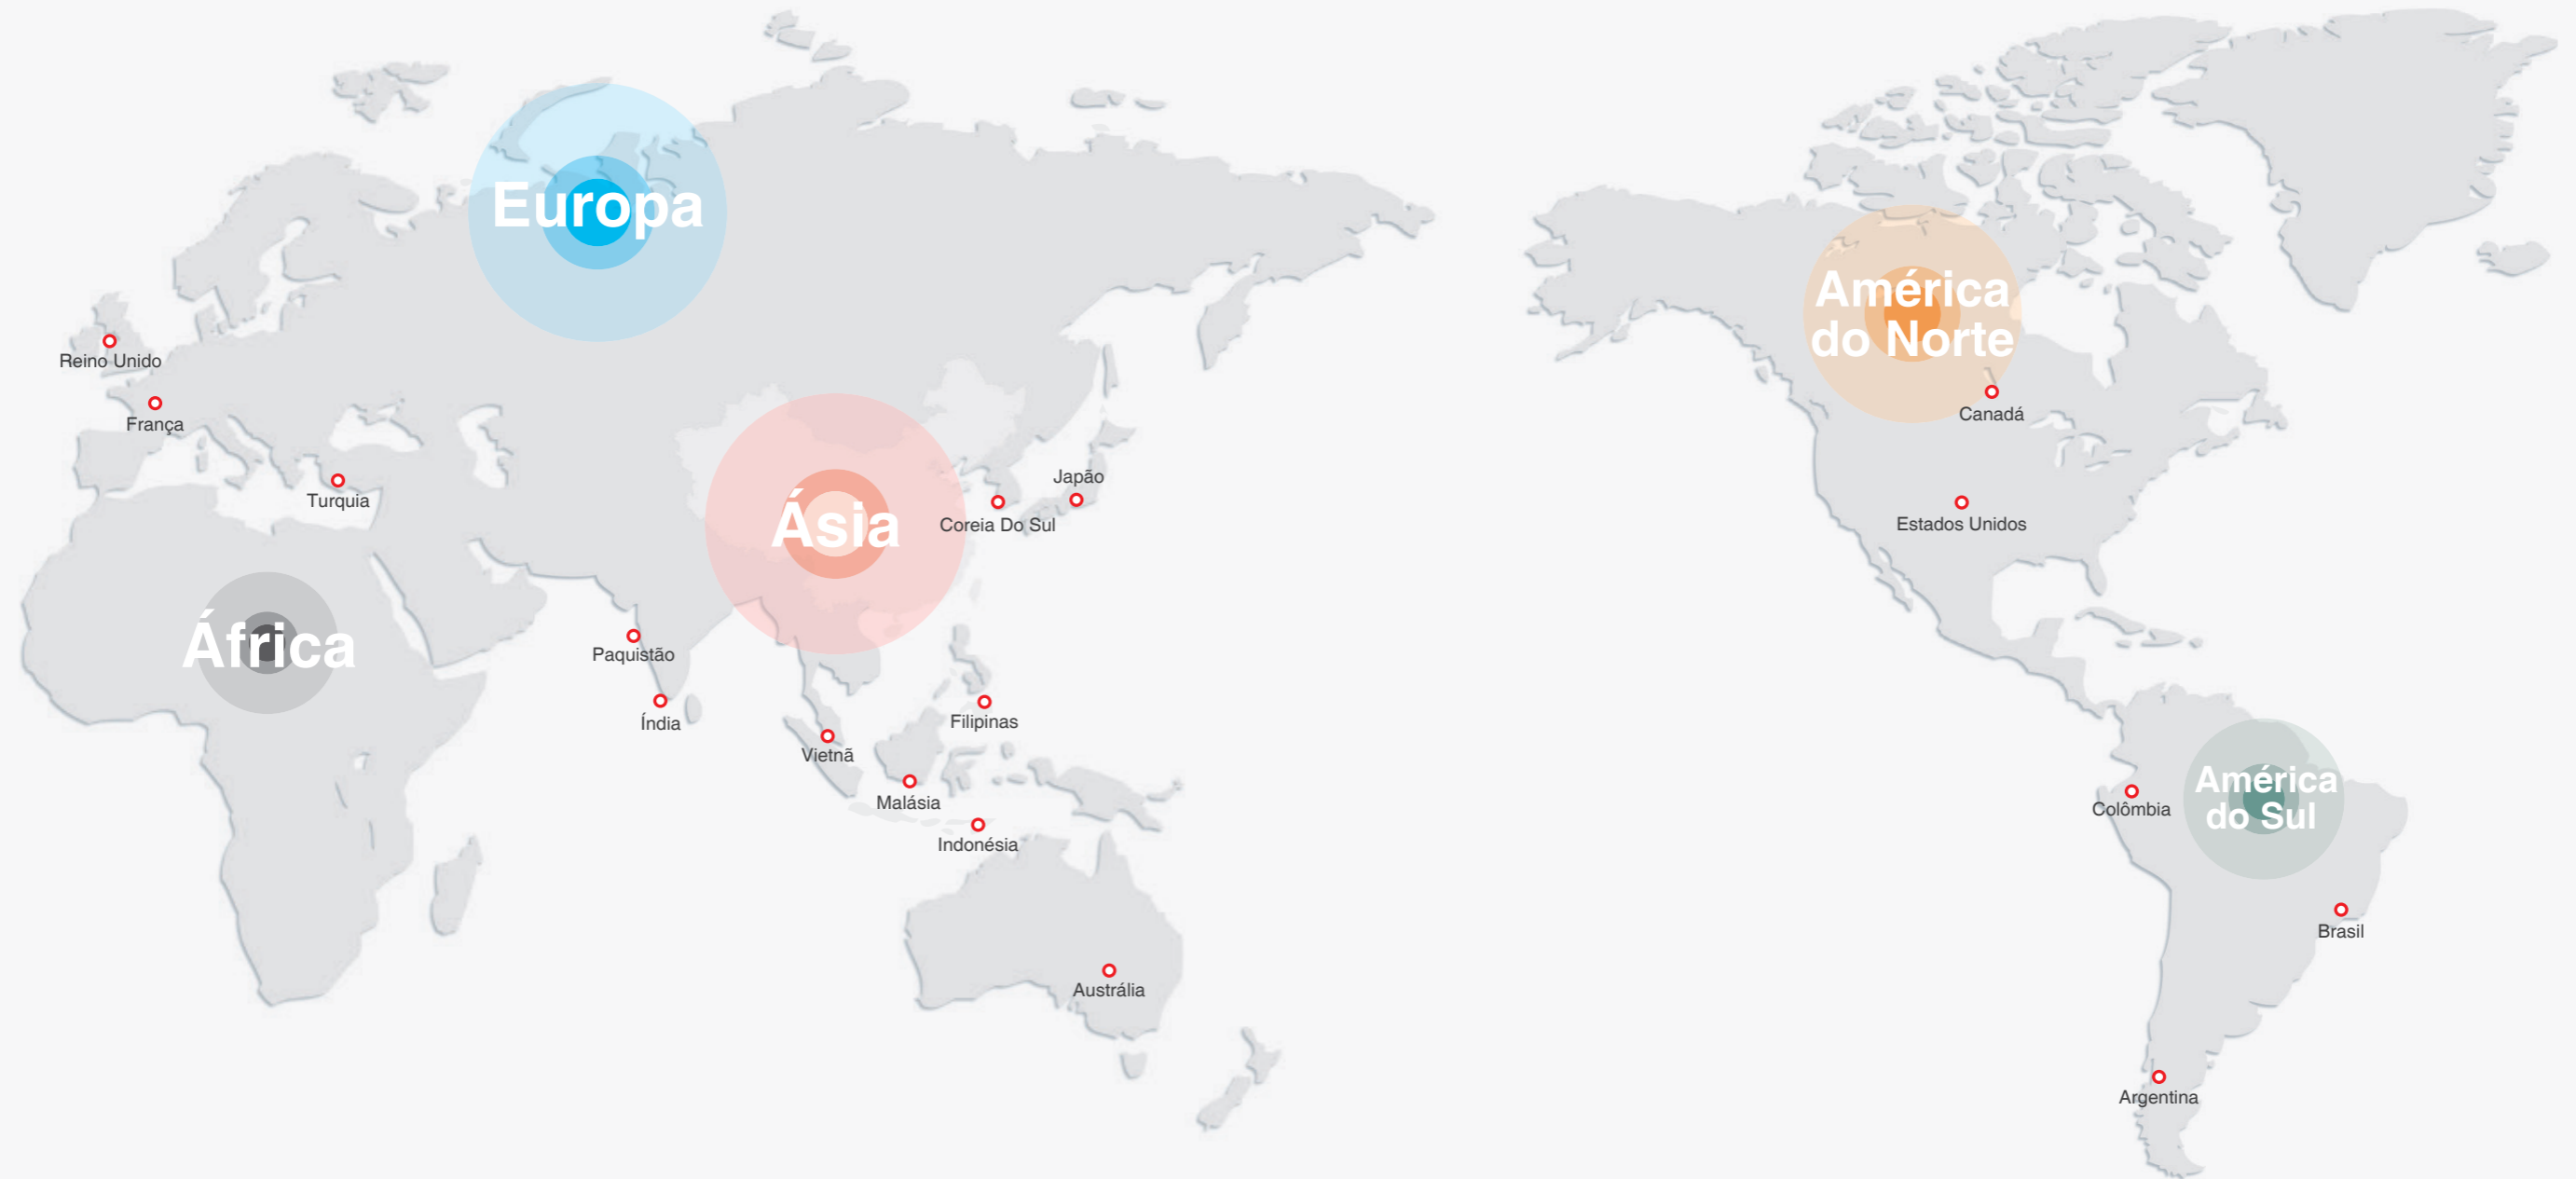 Europa
América
do Norte
Reino Unido
França
Canadá
Turquia
Ásia
Japão
Coreia Do Sul
Estados Unidos
África
Paquistão
Índia
Filipinas
Vietnã
Malásia
Indonésia
América
do Sul
Colômbia
Brasil
Austrália
Argentina